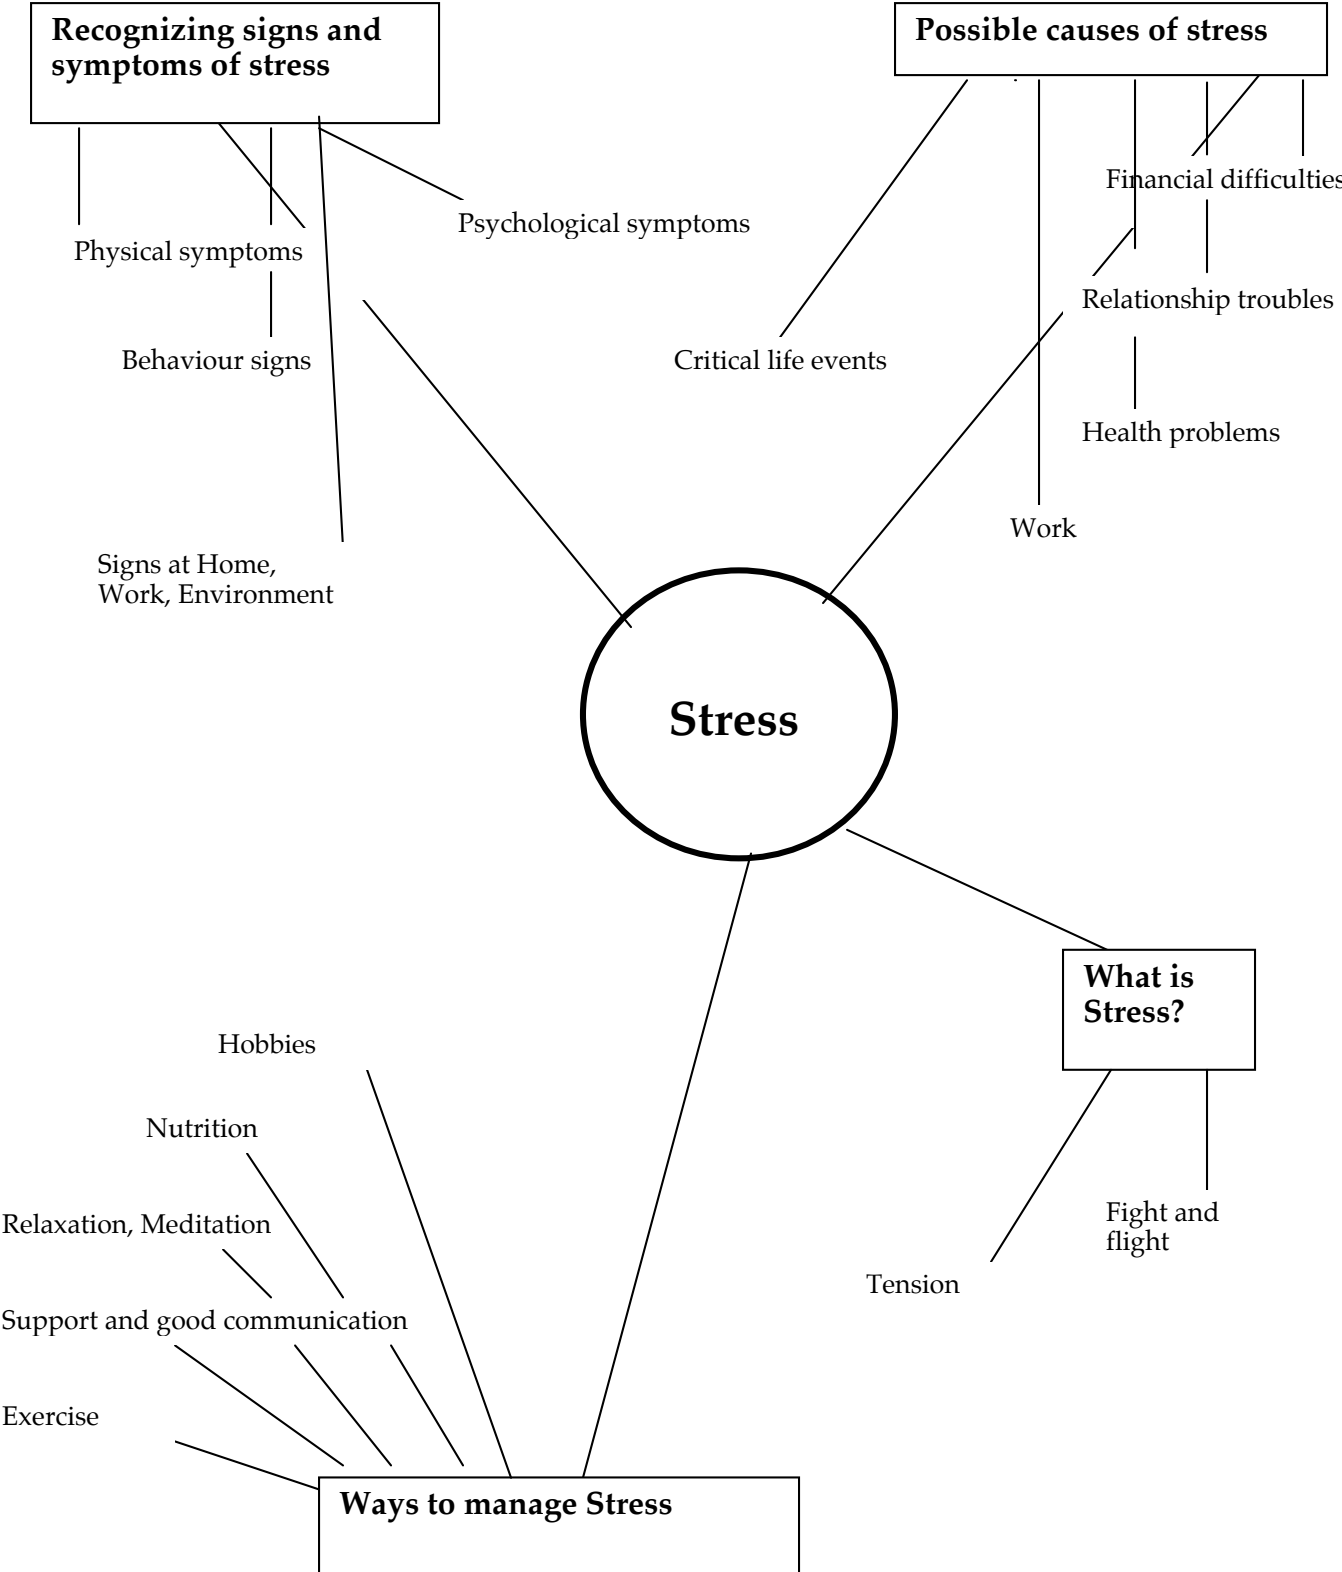 Recognizing signs and
symptoms of stress
Possible causes of stress
Financial difficulties
Psychological symptoms
Physical symptoms
Relationship troubles
Behaviour signs
Critical life events
Health problems
Work
Signs at Home,
Work, Environment
Stress
What is
Stress?
Hobbies
Nutrition
Relaxation, Meditation
Fight and
flight
Tension
Support and good communication
Exercise
Ways to manage Stress